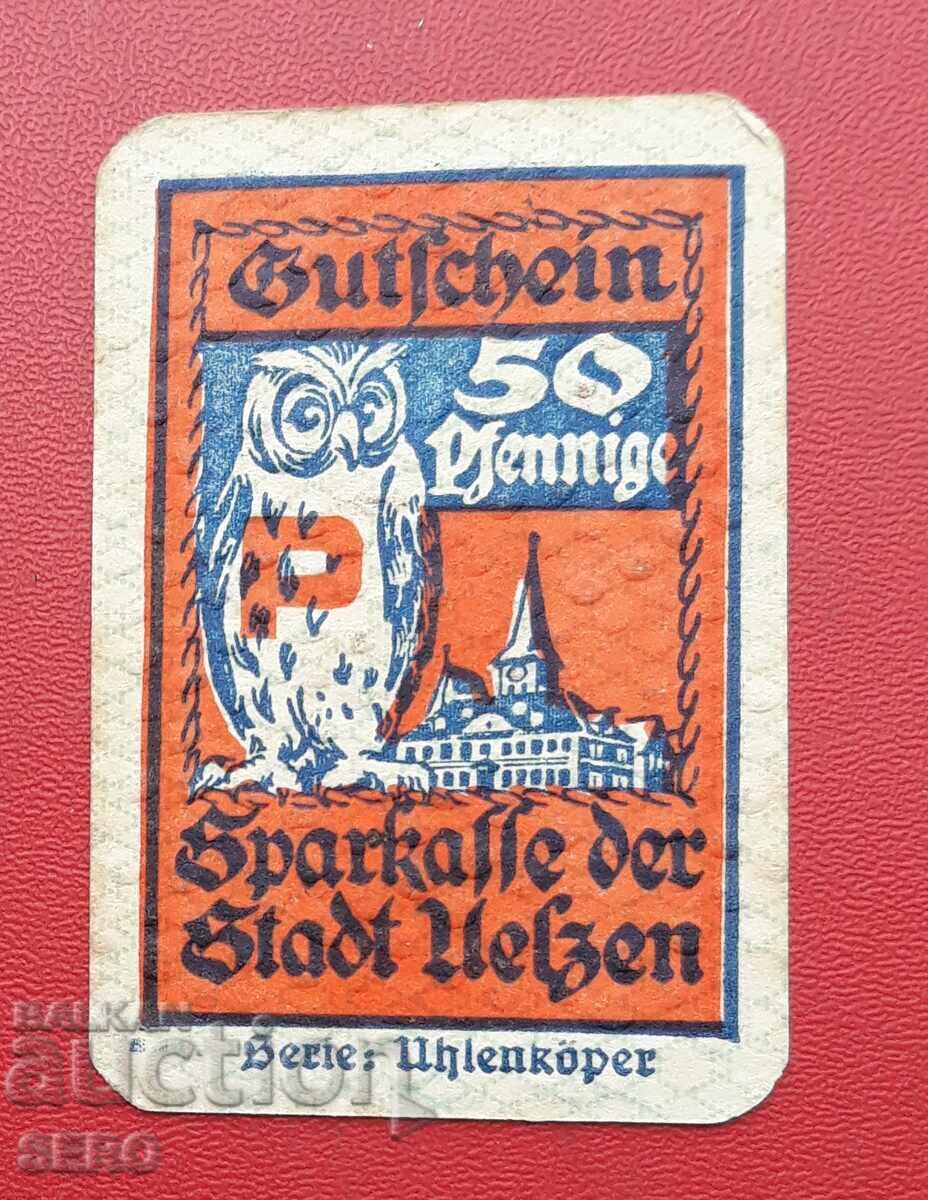 Gutschein
50
Pfennige
P
Sparkasse der
Stadt Uelzen
Serie: Uhlenköper
BALKAN
auction
SERO